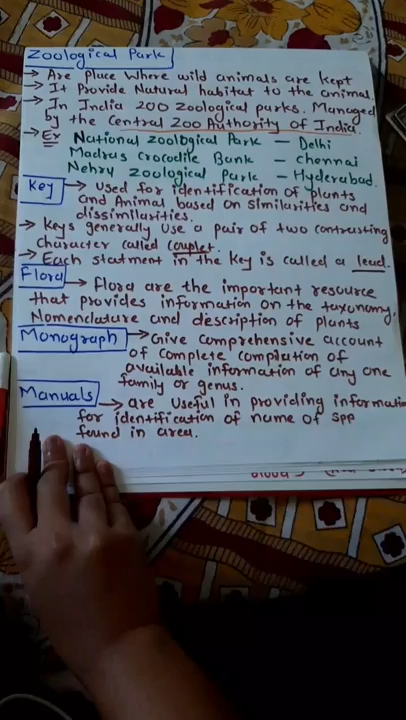 Zoological Park
→ Are Place Where wild animals are kept
→ It Provide Natural habitat to the animal
→ In India 200 Zoological parks. Managed
by the Central Zoo Authority of India.
→ Ex National Zoological Park — Delhi
Madras Crocodile Bank — Chennai
Nehry Zoological Park — Hyderabad.
Key → Used for identification of plants
and Animal based on Similarities and
dissimilarities.
→ Keys generally Use a pair of two contrasting
character called Couplet.
→ Each Statment in the Key is called a lead.
Flora → Flora are the important resource
that provides information on the taxonomy,
Nomenclature and description of plants
Monograph → Give comprehensive account
of complete compilation of
available information of any one
family or genus.
Manuals → are Useful in providing information
for identification of name of SPP
found in area.